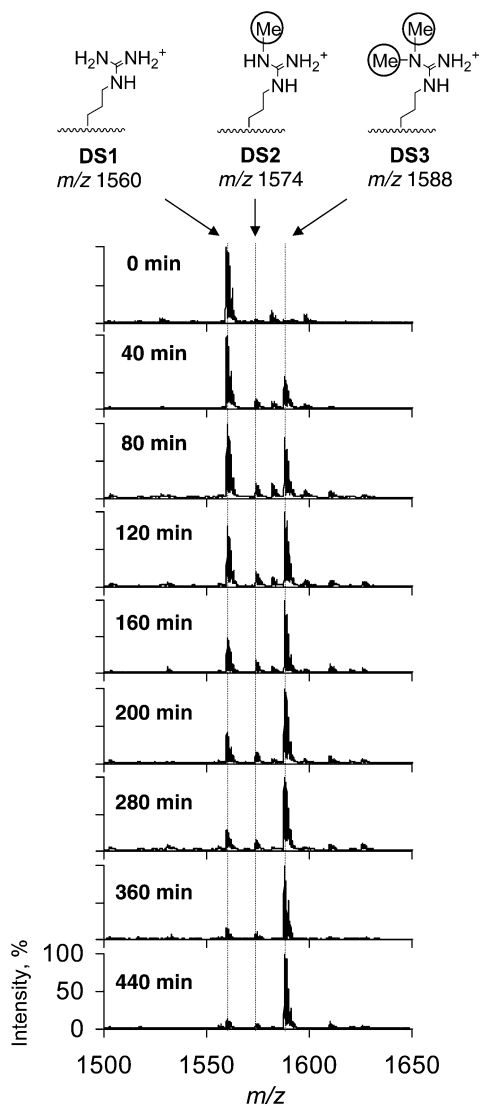 Me
Me
Me
H2N NH2+
HN NH2+
N NH2+
NH
NH
NH
DS1
DS2
DS3
m/z 1560
m/z 1574
m/z 1588
0 min
40 min
80 min
120 min
160 min
200 min
280 min
360 min
440 min
100
50
0
Intensity, %
1500 1550 1600 1650
m/z